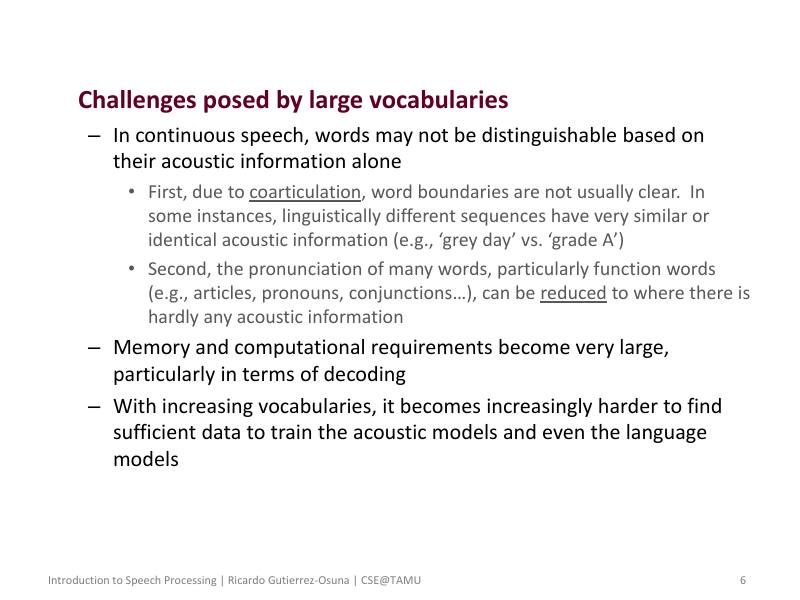 Challenges posed by large vocabularies
– In continuous speech, words may not be distinguishable based on
their acoustic information alone
• First, due to coarticulation, word boundaries are not usually clear.  In
some instances, linguistically different sequences have very similar or
identical acoustic information (e.g., ‘grey day’ vs. ‘grade A’)
• Second, the pronunciation of many words, particularly function words
(e.g., articles, pronouns, conjunctions…), can be reduced to where there is
hardly any acoustic information
– Memory and computational requirements become very large,
particularly in terms of decoding
– With increasing vocabularies, it becomes increasingly harder to find
sufficient data to train the acoustic models and even the language
models
Introduction to Speech Processing | Ricardo Gutierrez-Osuna | CSE@TAMU 6